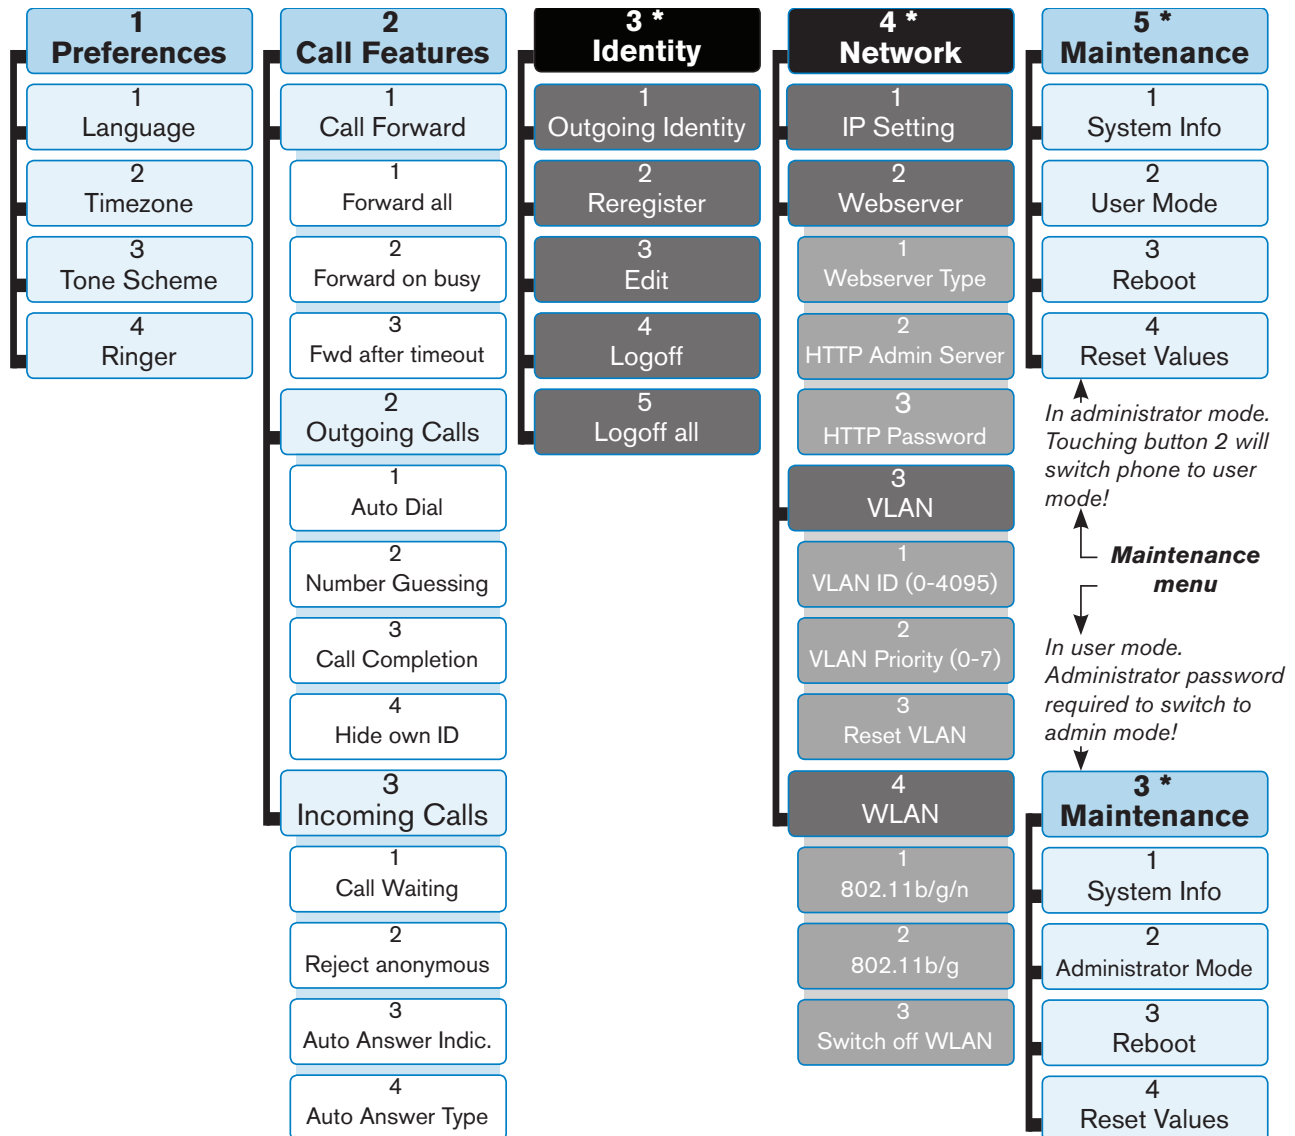 1
Preferences
1
Language
2
Timezone
3
Tone Scheme
4
Ringer
2
Call Features
1
Call Forward
1
Forward all
2
Forward on busy
3
Fwd after timeout
2
Outgoing Calls
1
Auto Dial
2
Number Guessing
3
Call Completion
4
Hide own ID
3
Incoming Calls
1
Call Waiting
2
Reject anonymous
3
Auto Answer Indic.
4
Auto Answer Type
3 *
Identity
1
Outgoing Identity
2
Reregister
3
Edit
4
Logoff
5
Logoff all
4 *
Network
1
IP Setting
2
Webserver
1
Webserver Type
2
HTTP Admin Server
3
HTTP Password
3
VLAN
1
VLAN ID (0-4095)
2
VLAN Priority (0-7)
3
Reset VLAN
4
WLAN
1
802.11b/g/n
2
802.11b/g
3
Switch off WLAN
5 *
Maintenance
1
System Info
2
User Mode
3
Reboot
4
Reset Values
In administrator mode.
Touching button 2 will
switch phone to user
mode!
Maintenance
menu
In user mode.
Administrator password
required to switch to
admin mode!
3 *
Maintenance
1
System Info
2
Administrator Mode
3
Reboot
4
Reset Values